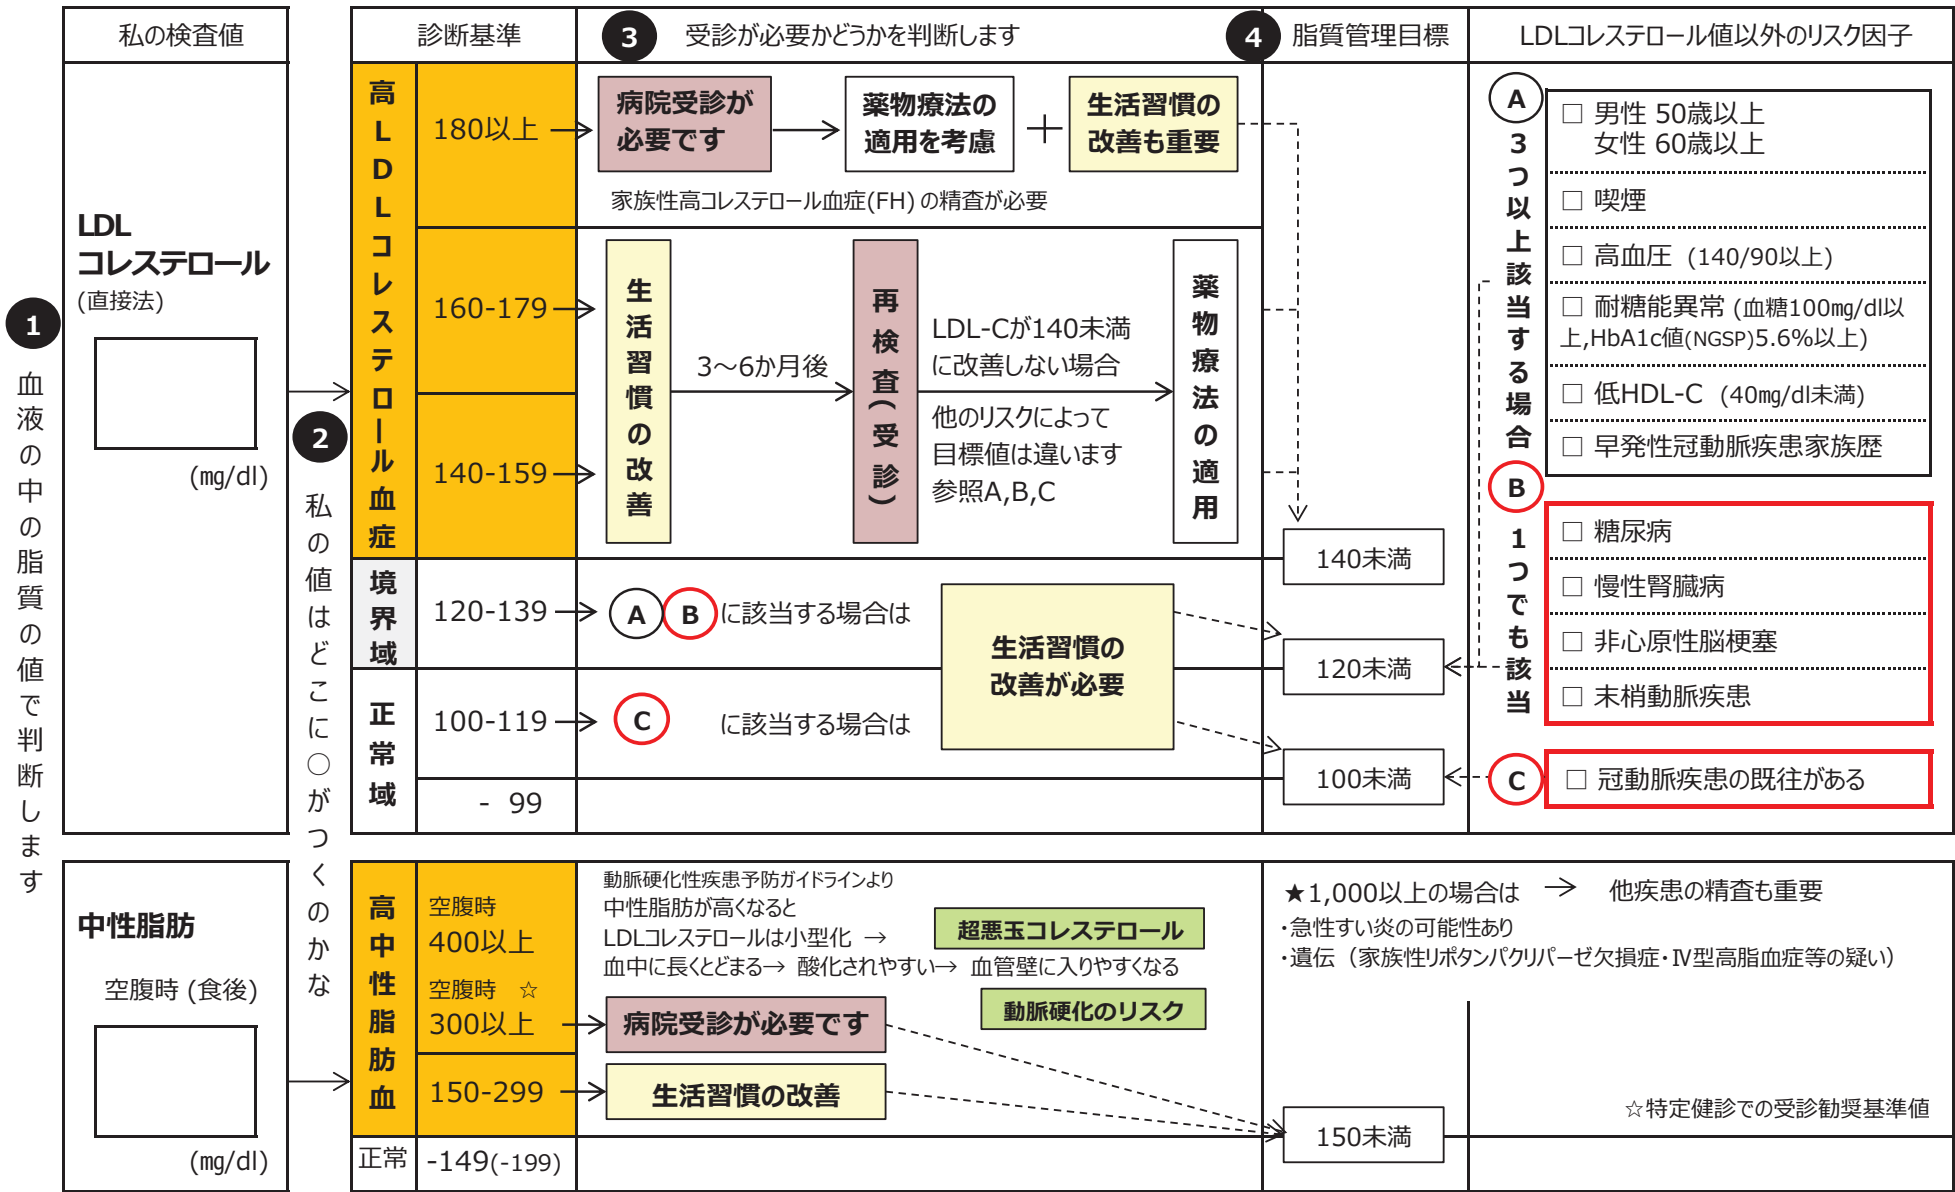 私の検査値
診断基準
3 受診が必要かどうかを判断します
4 脂質管理目標
LDLコレステロール値以外のリスク因子
1 血液の中の脂質の値で判断します
LDL
コレステロール
(直接法)
(mg/dl)
2 私の値はどこに○がつくのかな
高LDLコレステロール血症
180以上
病院受診が
必要です
薬物療法の
適用を考慮
＋
生活習慣の
改善も重要
家族性高コレステロール血症(FH) の精査が必要
160-179
140-159
生活習慣の改善
3～6か月後
再検査(受診)
LDL-Cが140未満
に改善しない場合
他のリスクによって
目標値は違います
参照A,B,C
薬物療法の適用
140未満
境界域
120-139
A B に該当する場合は
生活習慣の
改善が必要
120未満
正常域
100-119
C に該当する場合は
100未満
- 99
A 3つ以上該当する場合
□ 男性 50歳以上
女性 60歳以上
□ 喫煙
□ 高血圧 (140/90以上)
□ 耐糖能異常 (血糖100mg/dl以
上,HbA1c値(NGSP)5.6%以上)
□ 低HDL-C (40mg/dl未満)
□ 早発性冠動脈疾患家族歴
B 1つでも該当
□ 糖尿病
□ 慢性腎臓病
□ 非心原性脳梗塞
□ 末梢動脈疾患
C □ 冠動脈疾患の既往がある
中性脂肪
空腹時 (食後)
(mg/dl)
高中性脂肪血
空腹時
400以上
空腹時 ☆
300以上
150-299
正常
-149(-199)
動脈硬化性疾患予防ガイドラインより
中性脂肪が高くなると
LDLコレステロールは小型化 → 超悪玉コレステロール
血中に長くとどまる→ 酸化されやすい→ 血管壁に入りやすくなる
動脈硬化のリスク
病院受診が必要です
生活習慣の改善
★1,000以上の場合は → 他疾患の精査も重要
・急性すい炎の可能性あり
・遺伝（家族性リポタンパクリパーゼ欠損症・Ⅳ型高脂血症等の疑い）
☆特定健診での受診勧奨基準値
150未満